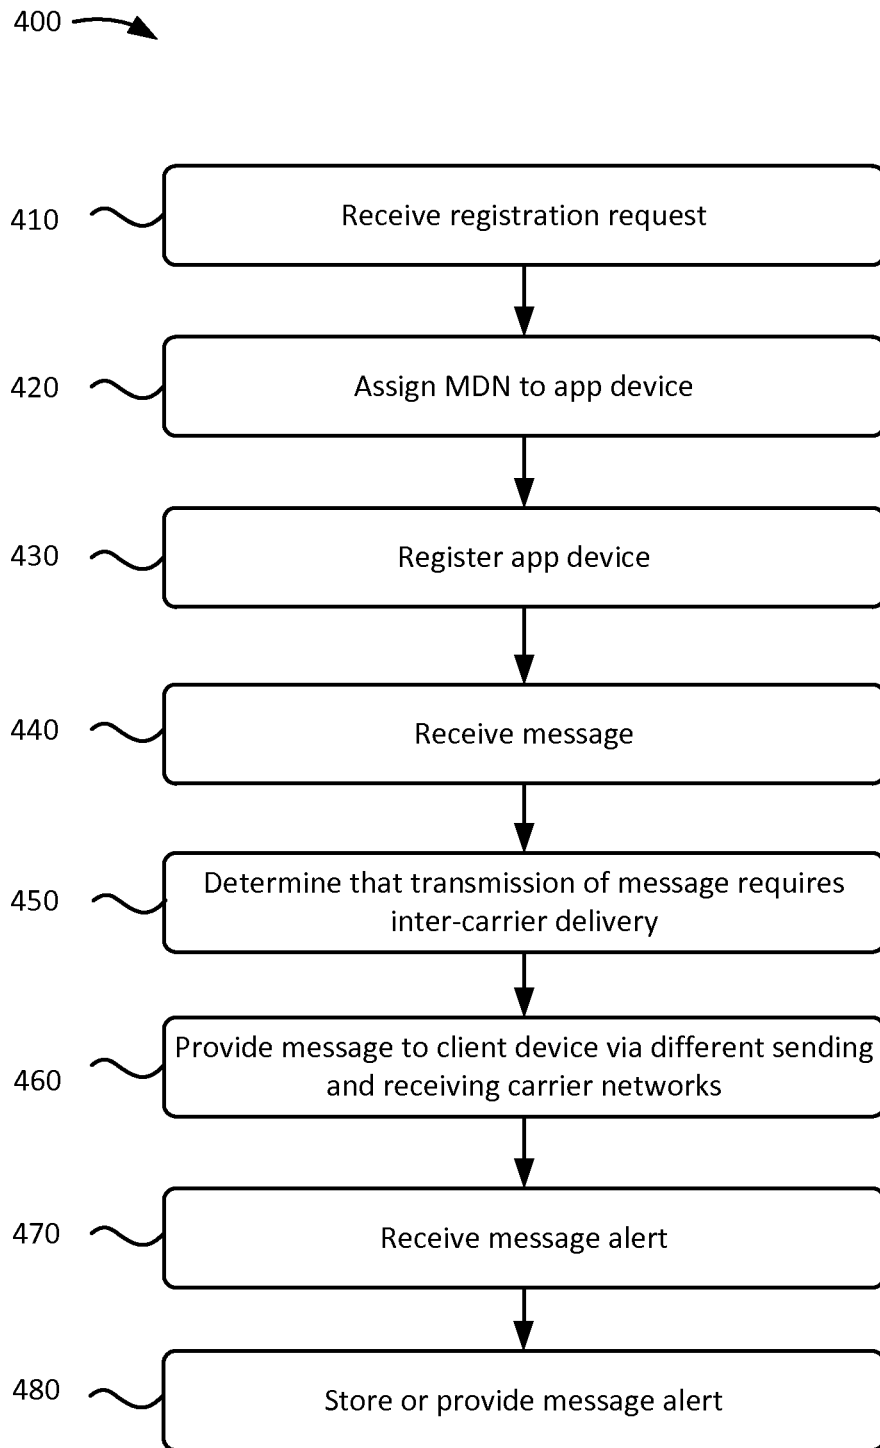 400
410
Receive registration request
420
Assign MDN to app device
430
Register app device
440
Receive message
450
Determine that transmission of message requires
inter-carrier delivery
460
Provide message to client device via different sending
and receiving carrier networks
470
Receive message alert
480
Store or provide message alert